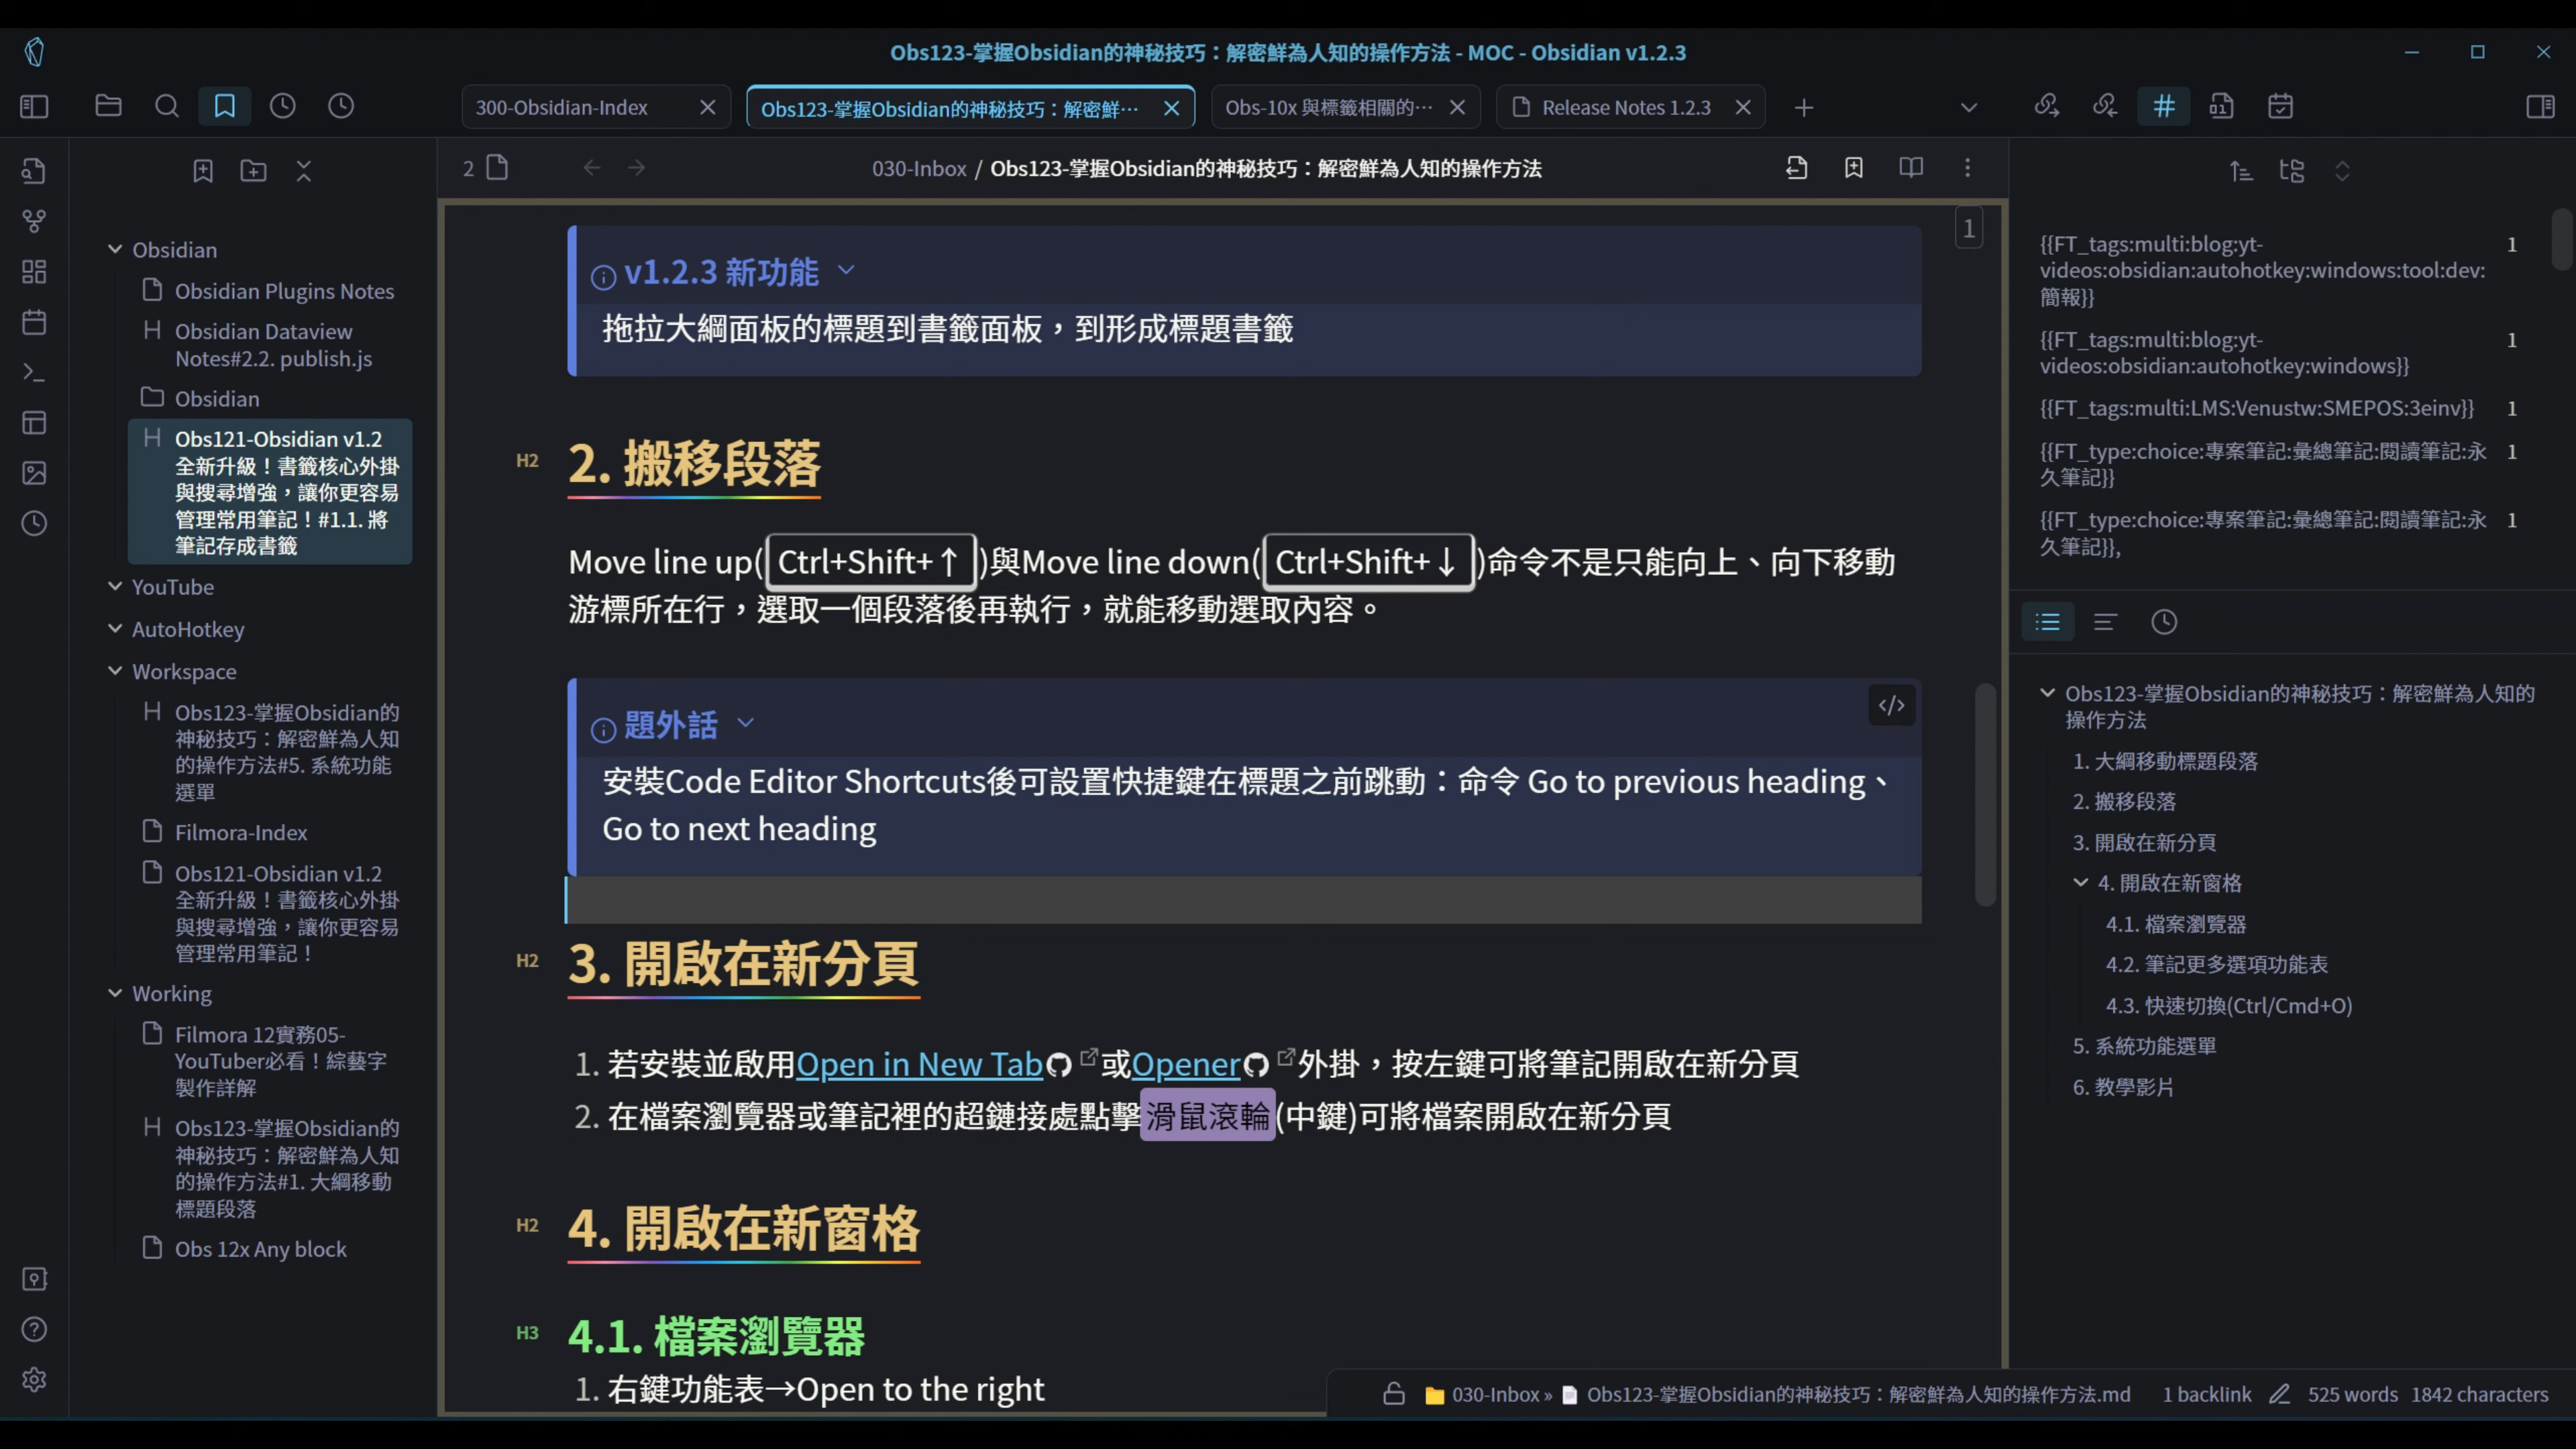 Obs123-掌握Obsidian的神秘技巧：解密鮮為人知的操作方法 - MOC - Obsidian v1.2.3
300-Obsidian-Index
Obs123-掌握Obsidian的神秘技巧：解密鮮…
Obs-10x 與標籤相關的…
Release Notes 1.2.3
Obsidian
Obsidian Plugins Notes
Obsidian Dataview
Notes#2.2. publish.js
Obsidian
Obs121-Obsidian v1.2
全新升級！書籤核心外掛
與搜尋增強，讓你更容易
管理常用筆記！#1.1. 將
筆記存成書籤
YouTube
AutoHotkey
Workspace
Obs123-掌握Obsidian的
神秘技巧：解密鮮為人知
的操作方法#5. 系統功能
選單
Filmora-Index
Obs121-Obsidian v1.2
全新升級！書籤核心外掛
與搜尋增強，讓你更容易
管理常用筆記！
Working
Filmora 12實務05-
YouTuber必看！綜藝字
製作詳解
Obs123-掌握Obsidian的
神秘技巧：解密鮮為人知
的操作方法#1. 大綱移動
標題段落
Obs 12x Any block
2
030-Inbox / Obs123-掌握Obsidian的神秘技巧：解密鮮為人知的操作方法
1
v1.2.3 新功能
拖拉大綱面板的標題到書籤面板，到形成標題書籤
H2 2. 搬移段落
Move line up(Ctrl+Shift+↑)與Move line down(Ctrl+Shift+↓)命令不是只能向上、向下移動
游標所在行，選取一個段落後再執行，就能移動選取內容。
題外話
安裝Code Editor Shortcuts後可設置快捷鍵在標題之前跳動：命令 Go to previous heading、
Go to next heading
H2 3. 開啟在新分頁
1. 若安裝並啟用Open in New Tab或Opener外掛，按左鍵可將筆記開啟在新分頁
2. 在檔案瀏覽器或筆記裡的超鏈接處點擊滑鼠滾輪(中鍵)可將檔案開啟在新分頁
H2 4. 開啟在新窗格
H3 4.1. 檔案瀏覽器
1. 右鍵功能表→Open to the right
{{FT_tags:multi:blog:yt- 1
videos:obsidian:autohotkey:windows:tool:dev:
簡報}}
{{FT_tags:multi:blog:yt- 1
videos:obsidian:autohotkey:windows}}
{{FT_tags:multi:LMS:Venustw:SMEPOS:3einv}} 1
{{FT_type:choice:專案筆記:彙總筆記:閱讀筆記:永 1
久筆記}}
{{FT_type:choice:專案筆記:彙總筆記:閱讀筆記:永 1
久筆記}},
Obs123-掌握Obsidian的神秘技巧：解密鮮為人知的
操作方法
1. 大綱移動標題段落
2. 搬移段落
3. 開啟在新分頁
4. 開啟在新窗格
4.1. 檔案瀏覽器
4.2. 筆記更多選項功能表
4.3. 快速切換(Ctrl/Cmd+O)
5. 系統功能選單
6. 教學影片
030-Inbox » Obs123-掌握Obsidian的神秘技巧：解密鮮為人知的操作方法.md 1 backlink 525 words 1842 characters